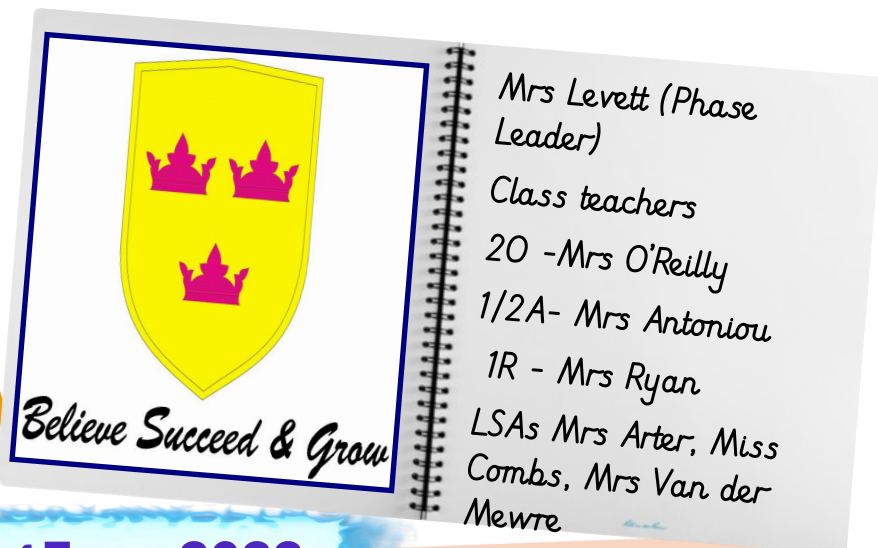 Believe Succeed & Grow
Mrs Levett (Phase
Leader)
Class teachers
2O -Mrs O'Reilly
1/2A- Mrs Antoniou
1R - Mrs Ryan
LSAs Mrs Arter, Miss
Combs, Mrs Van der
Mewre